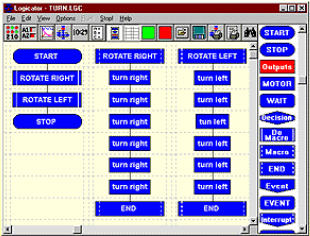 Logicator - TURN.LGC
File Edit View Options Run Stop! Help
START
ROTATE RIGHT
ROTATE LEFT
STOP
ROTATE RIGHT
turn right
turn right
turn right
turn right
turn right
turn right
END
ROTATE LEFT
turn left
turn left
tun left
turn left
turn left
turn left
END
START
STOP
Outputs
MOTOR
WAIT
Decision
Do
Macro
Macro
END
Event
EVENT
Interrupt